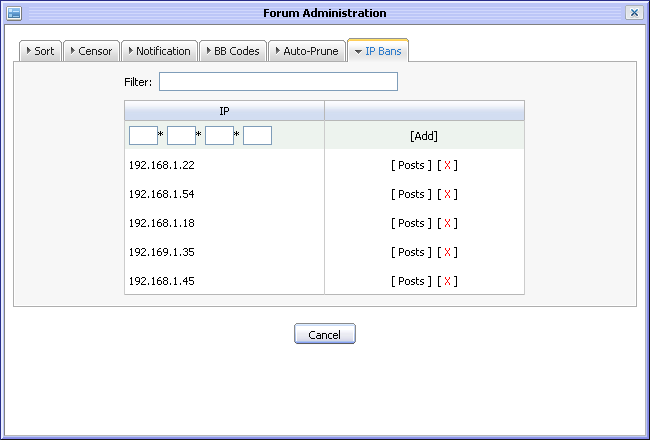 Forum Administration
Sort Censor Notification BB Codes Auto-Prune IP Bans
Filter:
IP
* * * [Add]
192.168.1.22 [ Posts ] [ X ]
192.168.1.54 [ Posts ] [ X ]
192.168.1.18 [ Posts ] [ X ]
192.169.1.35 [ Posts ] [ X ]
192.168.1.45 [ Posts ] [ X ]
Cancel